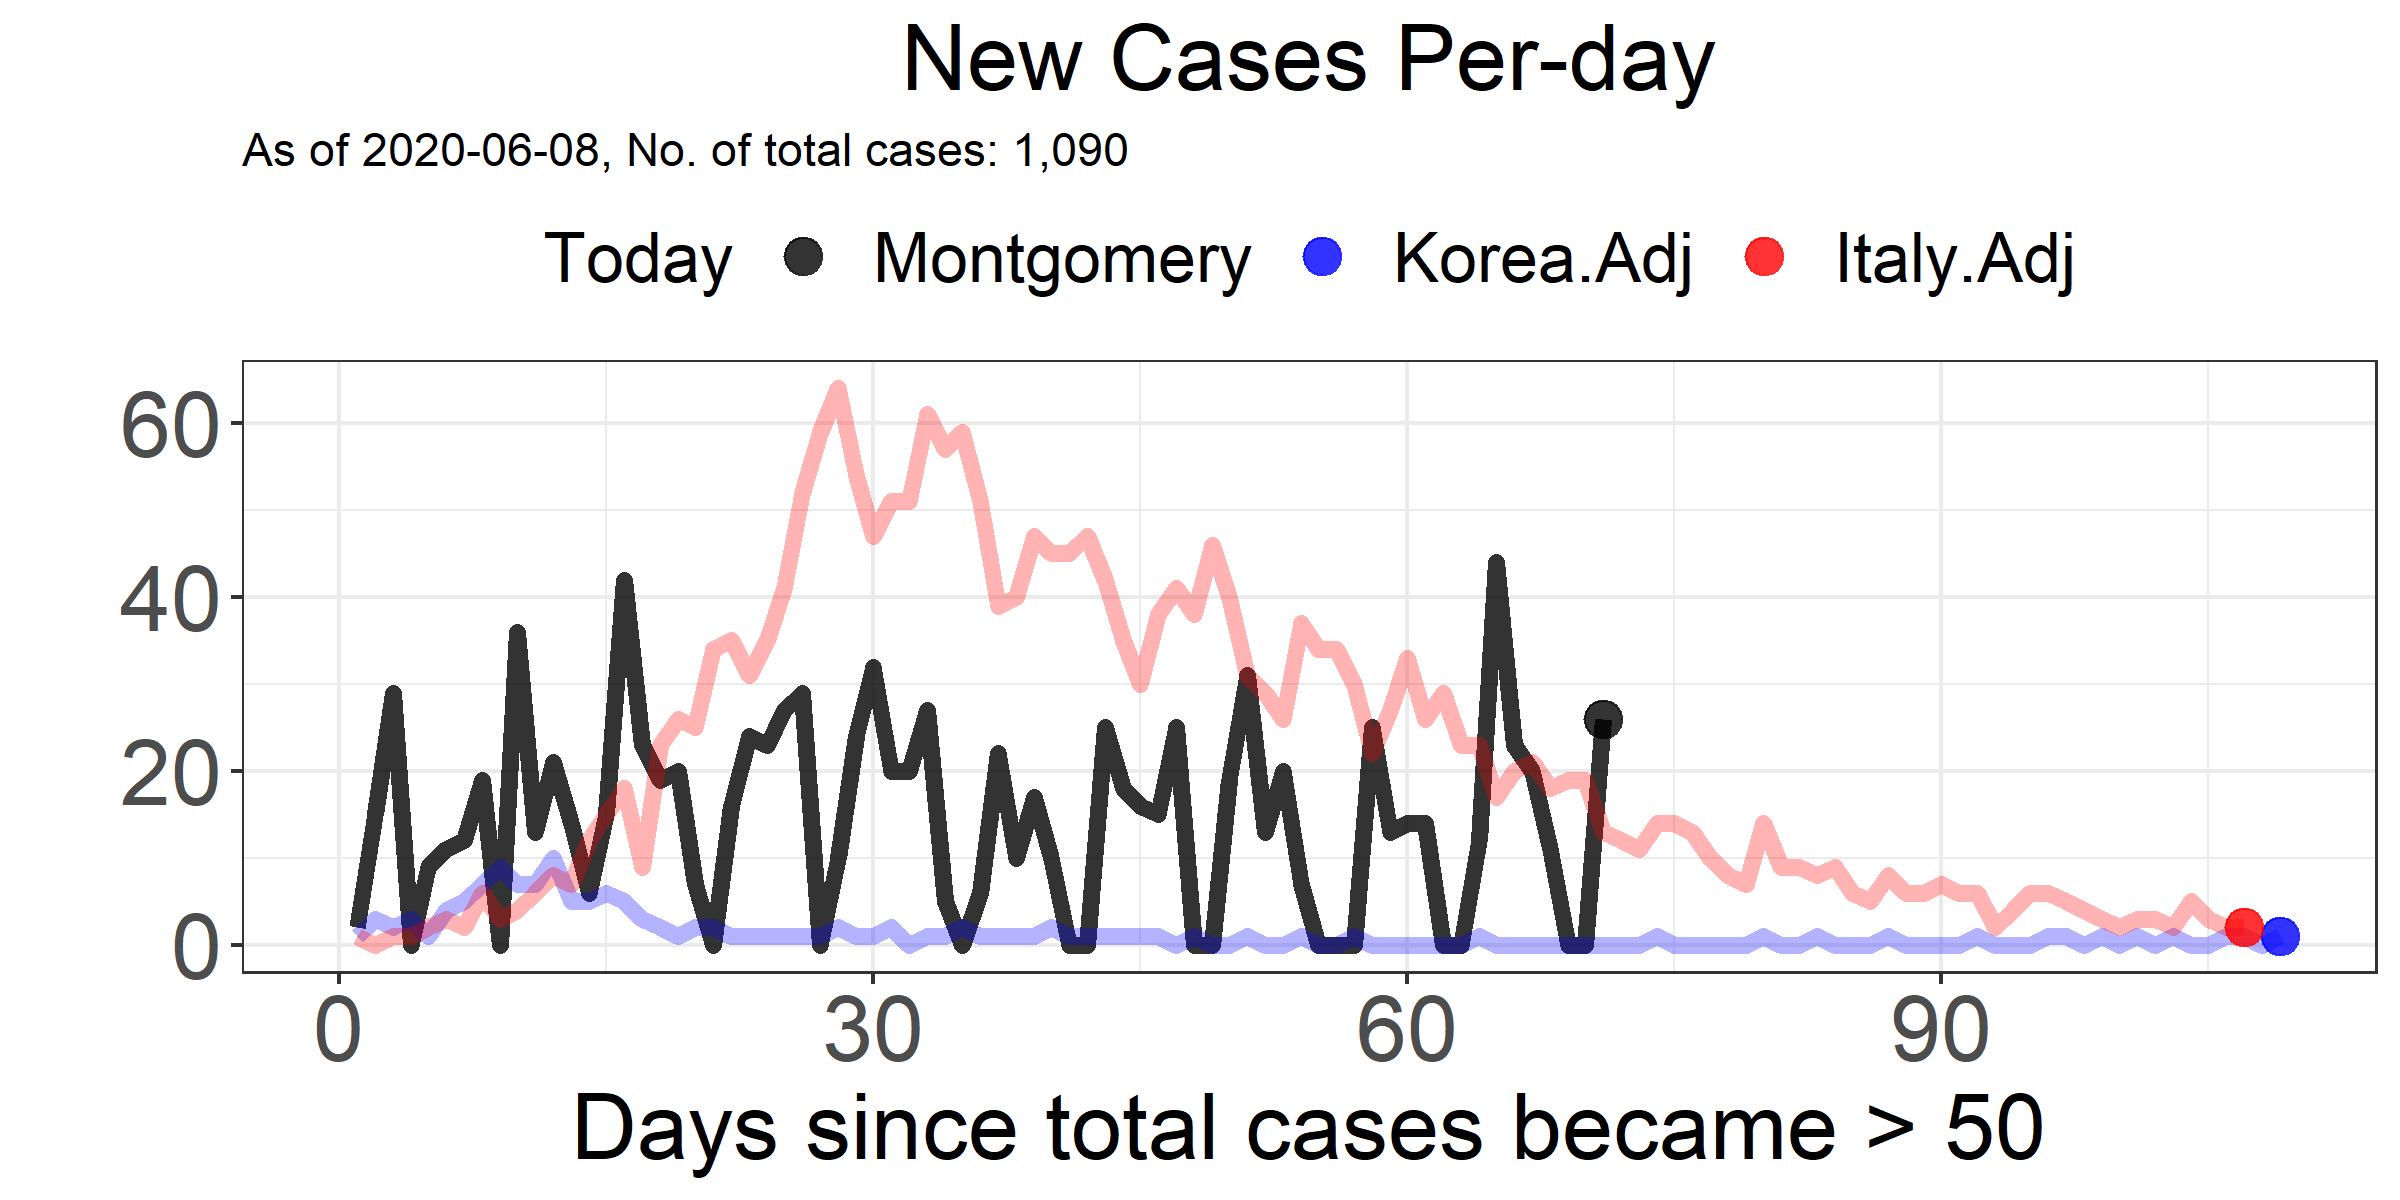 New Cases Per-day
As of 2020-06-08, No. of total cases: 1,090
Today Montgomery Korea.Adj Italy.Adj
60
40
20
0
0 30 60 90
Days since total cases became > 50